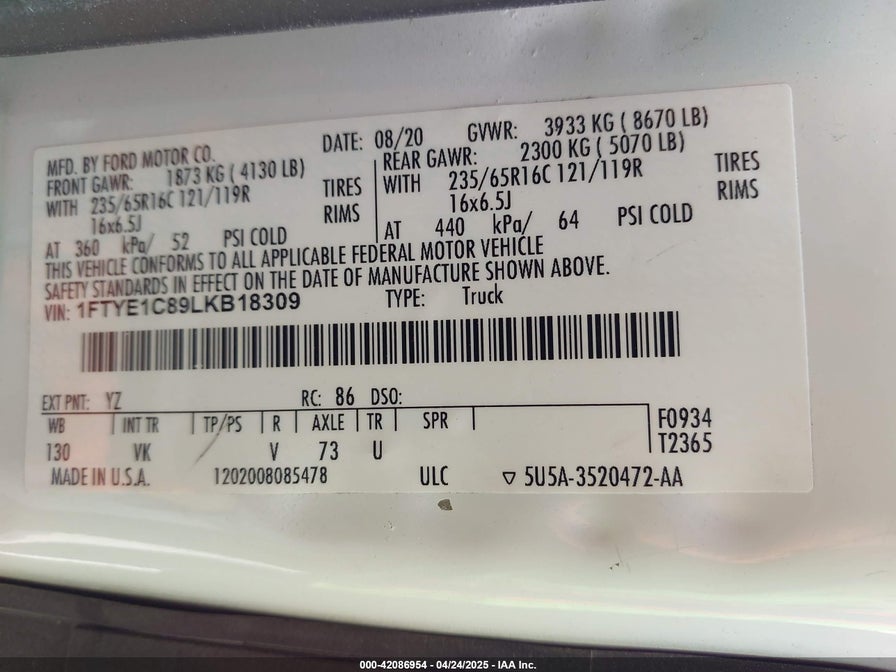 MFD. BY FORD MOTOR CO. DATE: 08/20 GVWR: 3933 KG ( 8670 LB)
FRONT GAWR: 1873 KG ( 4130 LB) REAR GAWR: 2300 KG ( 5070 LB)
WITH 235/65R16C 121/119R TIRES WITH 235/65R16C 121/119R TIRES
16x6.5J RIMS 16x6.5J RIMS
AT 360 kPa/ 52 PSI COLD AT 440 kPa/ 64 PSI COLD
THIS VEHICLE CONFORMS TO ALL APPLICABLE FEDERAL MOTOR VEHICLE
SAFETY STANDARDS IN EFFECT ON THE DATE OF MANUFACTURE SHOWN ABOVE.
VIN: 1FTYE1C89LKB18309 TYPE: Truck
EXT PNT: YZ RC: 86 DSO:
WB INT TR TP/PS R AXLE TR SPR F0934
130 VK V 73 U T2365
MADE IN U.S.A. 1202008085478 ULC ▽ 5U5A-3520472-AA
000-42086954 - 04/24/2025 - IAA Inc.